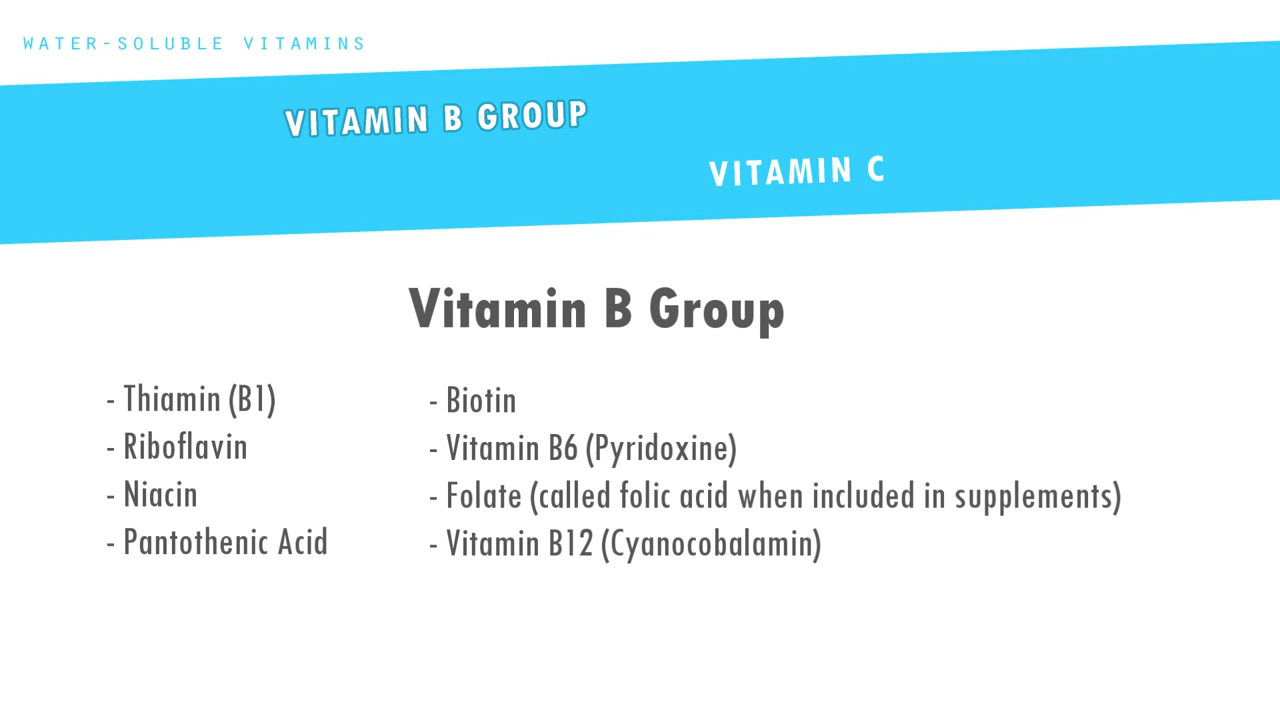 WATER-SOLUBLE VITAMINS
VITAMIN B GROUP
VITAMIN C
Vitamin B Group
- Thiamin (B1)
- Riboflavin
- Niacin
- Pantothenic Acid
- Biotin
- Vitamin B6 (Pyridoxine)
- Folate (called folic acid when included in supplements)
- Vitamin B12 (Cyanocobalamin)